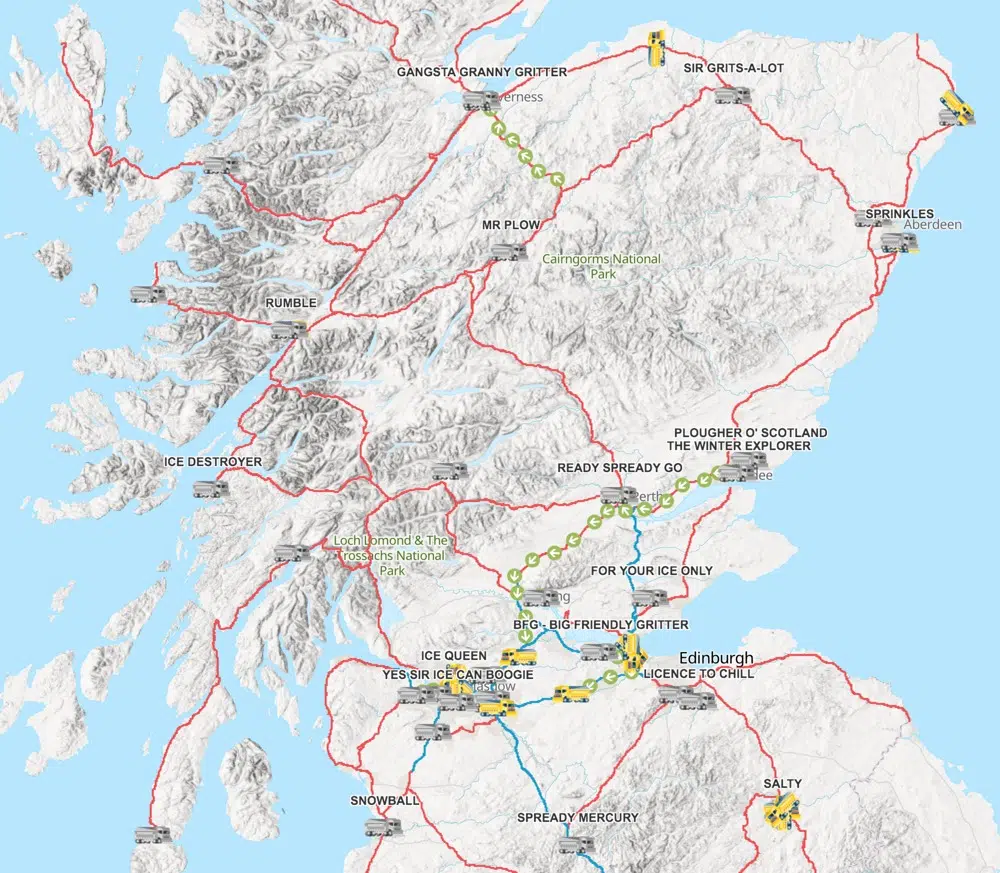 GANGSTA GRANNY GRITTER
SIR GRITS-A-LOT
erness
SPRINKLES
Aberdeen
MR PLOW
Cairngorms National
Park
RUMBLE
PLOUGHER O' SCOTLAND
THE WINTER EXPLORER
ICE DESTROYER
READY SPREADY GO
dee
Perth
Loch Lomond & The
rossachs National
Park
FOR YOUR ICE ONLY
ng
BFG - BIG FRIENDLY GRITTER
ICE QUEEN
Edinburgh
YES SIR ICE CAN BOOGIE
LICENCE TO CHILL
SALTY
SNOWBALL
SPREADY MERCURY